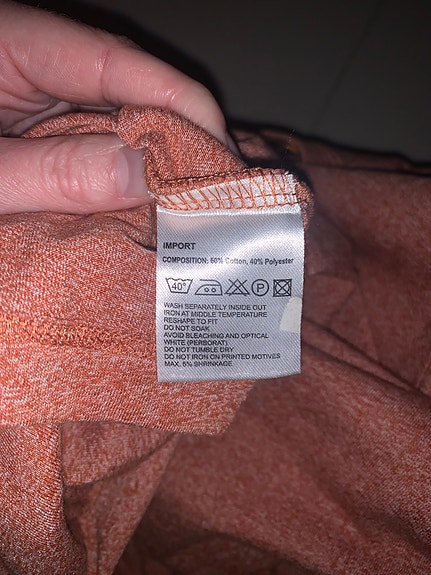 IMPORT
COMPOSITION: 60% Cotton, 40% Polyester
40° P
WASH SEPARATELY INSIDE OUT
IRON AT MIDDLE TEMPERATURE
RESHAPE TO FIT
DO NOT SOAK
AVOID BLEACHING AND OPTICAL
WHITE (PERBORAT)
DO NOT TUMBLE DRY
DO NOT IRON ON PRINTED MOTIVES
MAX. 5% SHRINKAGE